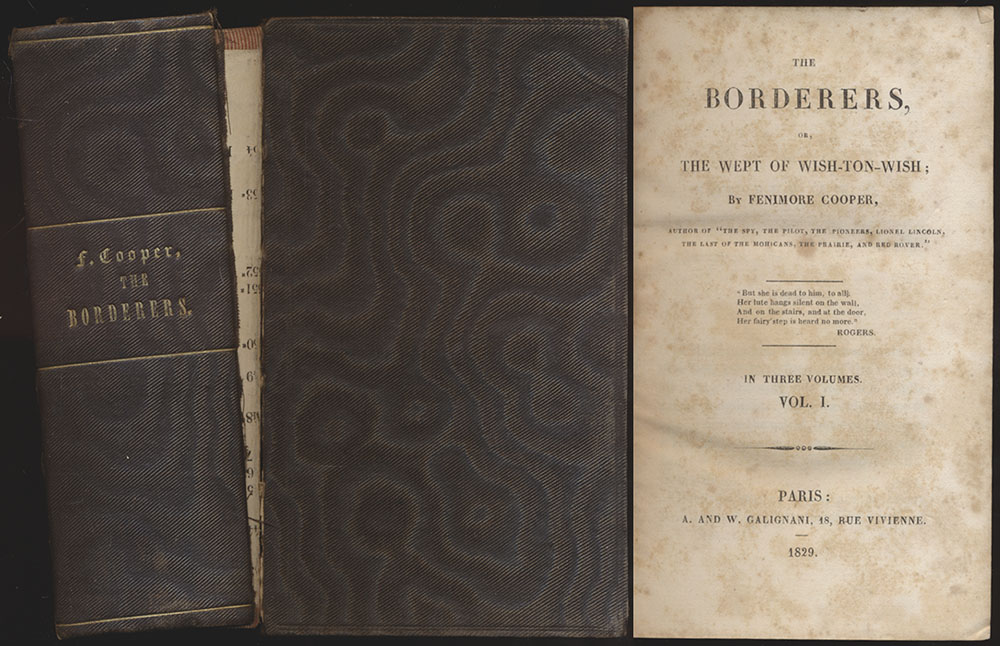 F. Cooper,
THE
BORDERERS.
THE
BORDERERS,
OR,
THE WEPT OF WISH-TON-WISH;
BY FENIMORE COOPER,
AUTHOR OF "THE SPY, THE PILOT, THE PIONEERS, LIONEL LINCOLN,
THE LAST OF THE MOHICANS, THE PRAIRIE, AND RED ROVER."
"But she is dead to him, to all;
Her lute hangs silent on the wall,
And on the stairs, and at the door,
Her fairy step is heard no more."
ROGERS.
IN THREE VOLUMES.
VOL. I.
PARIS:
A. AND W. GALIGNANI, 18, RUE VIVIENNE.
1829.